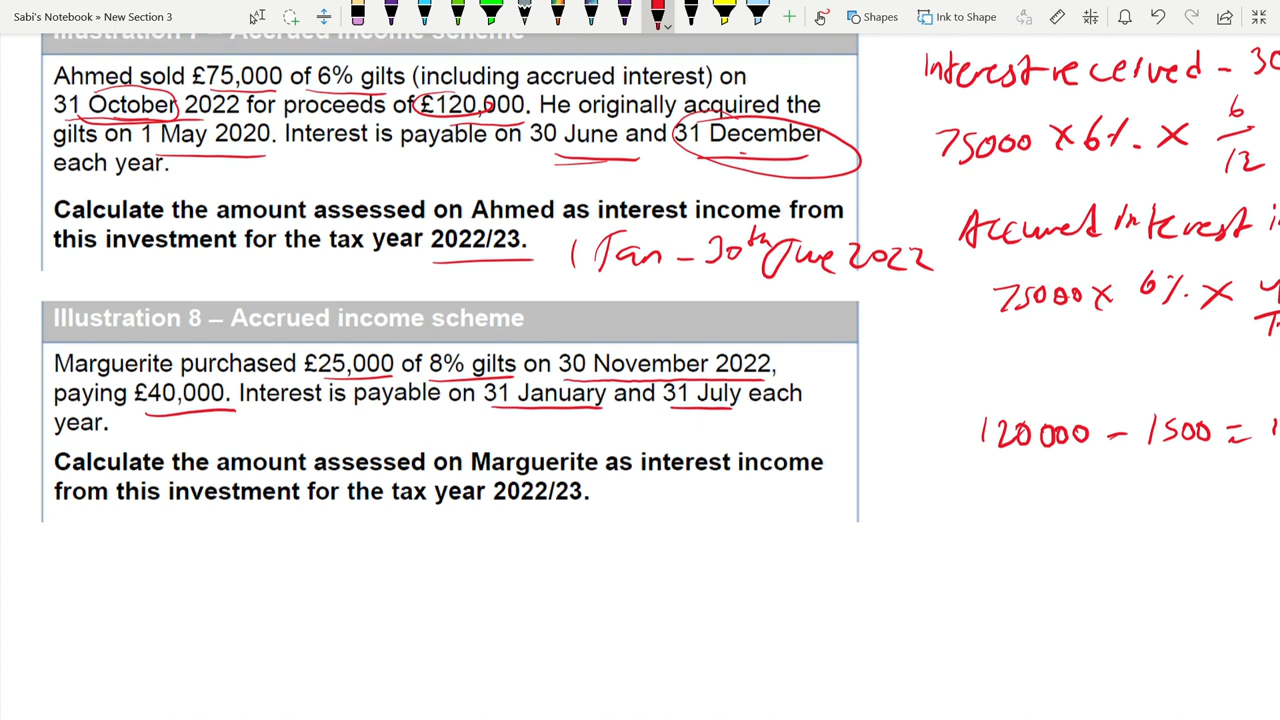 Sabi's Notebook » New Section 3
Shapes
Ink to Shape
Illustration 7 – Accrued income scheme
Ahmed sold £75,000 of 6% gilts (including accrued interest) on
31 October 2022 for proceeds of £120,000. He originally acquired the
gilts on 1 May 2020. Interest is payable on 30 June and 31 December
each year.
Calculate the amount assessed on Ahmed as interest income from
this investment for the tax year 2022/23.
1 Jan – 30th June 2022
Illustration 8 – Accrued income scheme
Marguerite purchased £25,000 of 8% gilts on 30 November 2022,
paying £40,000. Interest is payable on 31 January and 31 July each
year.
Calculate the amount assessed on Marguerite as interest income
from this investment for the tax year 2022/23.
Interest received – 30
75000 × 6% × 6/12
Accrued interest
75000 × 6% ×
120000 – 1500 =